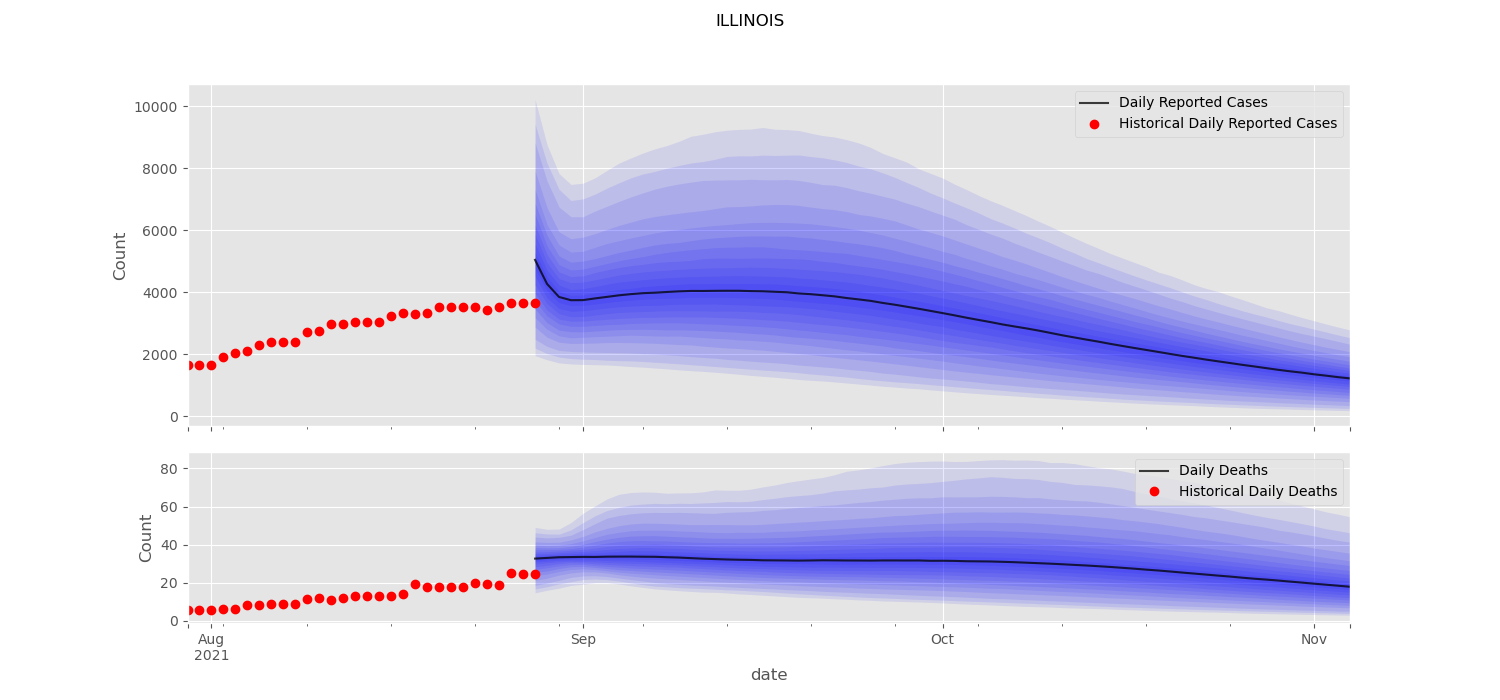 ILLINOIS
Count
10000
8000
6000
4000
2000
0
Daily Reported Cases
Historical Daily Reported Cases
Count
80
60
40
20
0
Daily Deaths
Historical Daily Deaths
Aug Sep Oct Nov
2021
date